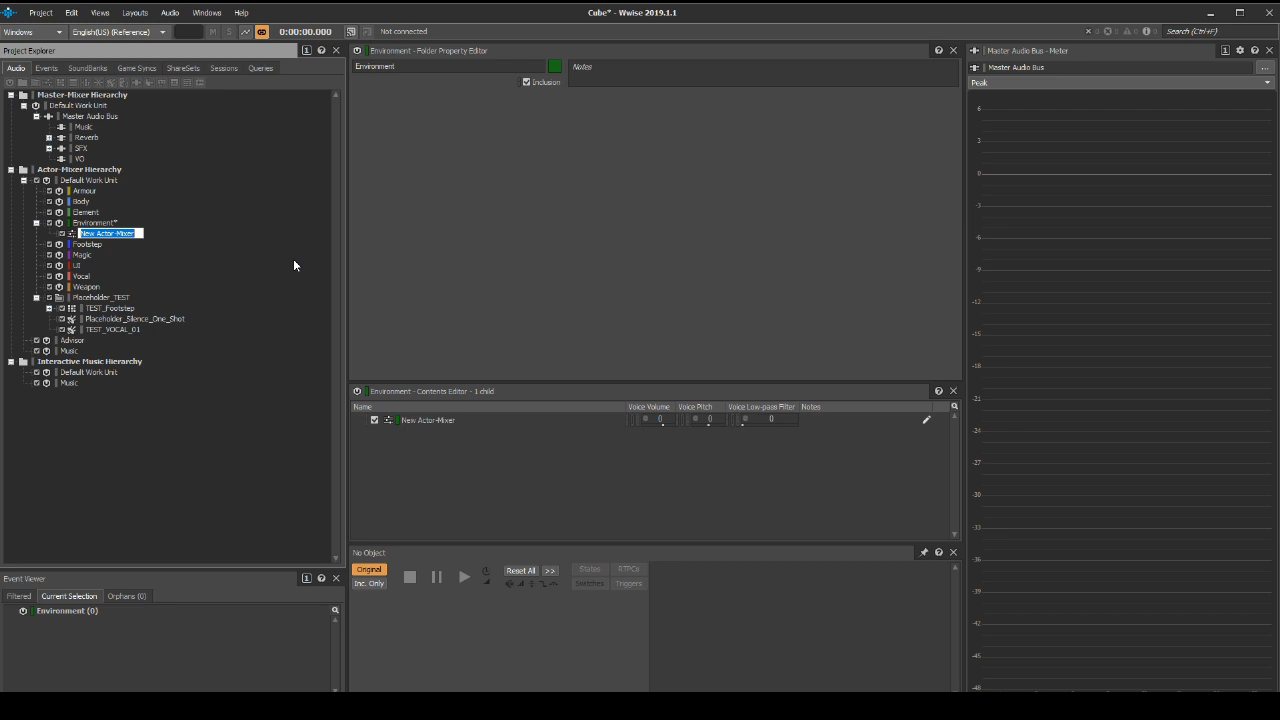 Project Edit Views Layouts Audio Windows Help
Cube* - Wwise 2019.1.1
Windows English(US) (Reference) M S 0:00:00.000 Not connected
0 0 0 0 Search (Ctrl+F)
Project Explorer 1
Audio Events SoundBanks Game Syncs ShareSets Sessions Queries
Master-Mixer Hierarchy
Default Work Unit
Master Audio Bus
Music
Reverb
SFX
VO
Actor-Mixer Hierarchy
Default Work Unit
Armour
Body
Element
Environment*
New Actor-Mixer
Footstep
Magic
UI
Vocal
Weapon
Placeholder_TEST
TEST_Footstep
Placeholder_Silence_One_Shot
TEST_VOCAL_01
Advisor
Music
Interactive Music Hierarchy
Default Work Unit
Music
Event Viewer 1
Filtered Current Selection Orphans (0)
Environment (0)
Environment - Folder Property Editor
Environment
Notes
Inclusion
Environment - Contents Editor - 1 child
Name Voice Volume Voice Pitch Voice Low-pass Filter Notes
New Actor-Mixer 0 0 0
No Object
Original Reset All >> States RTPCs
Inc. Only Switches Triggers
Master Audio Bus - Meter 1
Master Audio Bus ...
Peak
6
3
0
-3
-6
-9
-12
-15
-18
-21
-24
-27
-30
-33
-36
-39
-42
-45
-48